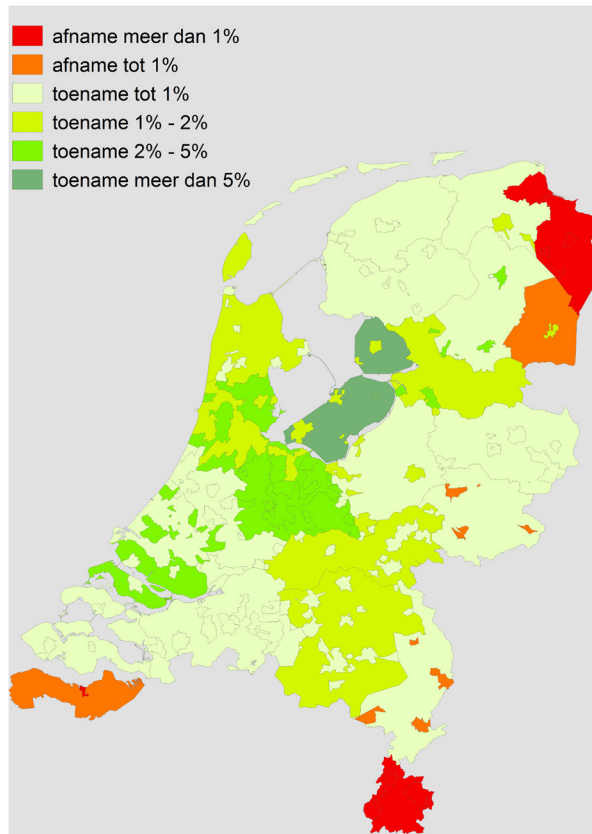 afname meer dan 1%
afname tot 1%
toename tot 1%
toename 1% - 2%
toename 2% - 5%
toename meer dan 5%